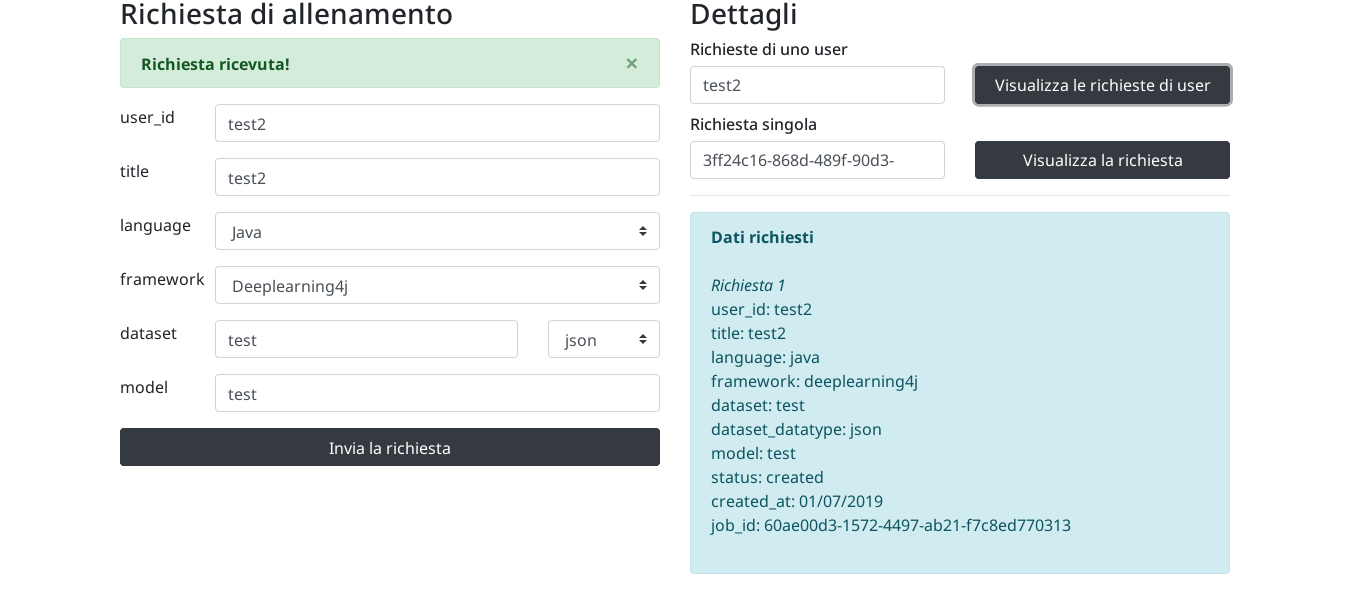 Richiesta di allenamento
Richiesta ricevuta!
×
user_id
test2
title
test2
language
Java
framework
Deeplearning4j
dataset
test
json
model
test
Invia la richiesta
Dettagli
Richieste di uno user
test2
Visualizza le richieste di user
Richiesta singola
3ff24c16-868d-489f-90d3-
Visualizza la richiesta
Dati richiesti
Richiesta 1
user_id: test2
title: test2
language: java
framework: deeplearning4j
dataset: test
dataset_datatype: json
model: test
status: created
created_at: 01/07/2019
job_id: 60ae00d3-1572-4497-ab21-f7c8ed770313